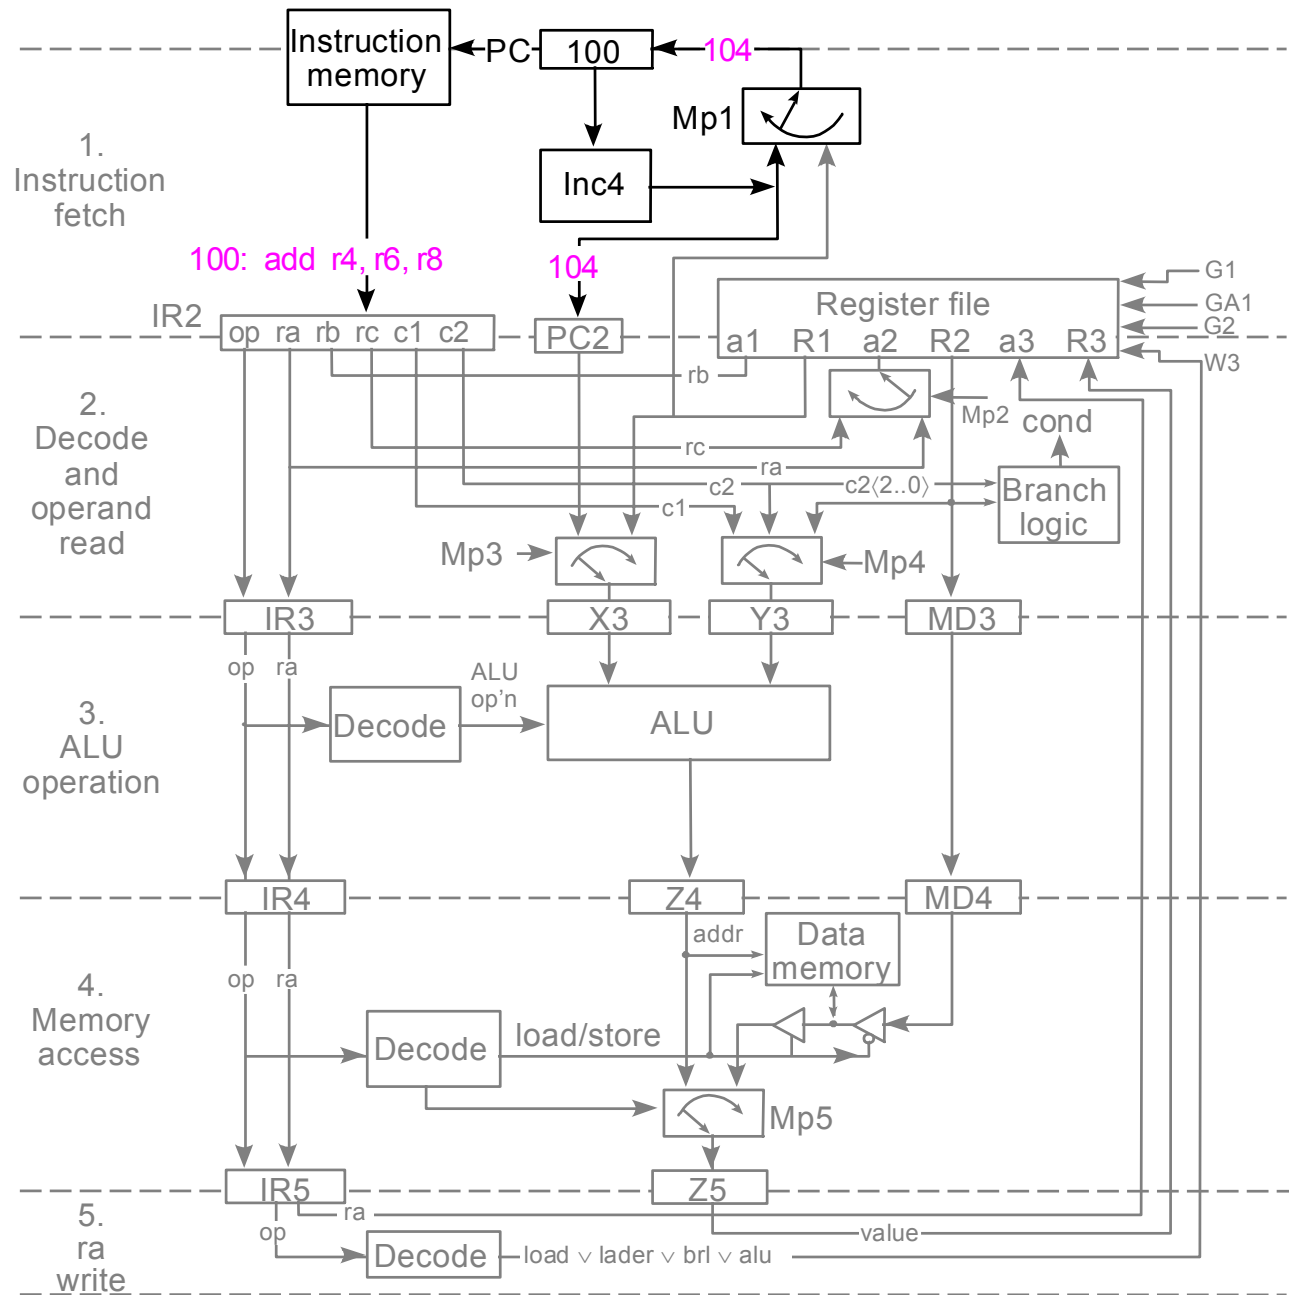 Instruction
memory
PC
100
104
Mp1
1.
Instruction
fetch
Inc4
100: add r4, r6, r8
104
G1
Register file
GA1
IR2
G2
op ra rb rc c1 c2
PC2
a1 R1 a2 R2 a3 R3
W3
rb
2.
Decode
and
operand
read
Mp2
cond
rc
ra
c2
c2⟨2..0⟩
Branch
logic
c1
Mp3
Mp4
IR3
X3
Y3
MD3
op ra
ALU
op'n
3.
ALU
operation
Decode
ALU
IR4
Z4
MD4
addr
Data
memory
op ra
4.
Memory
access
Decode
load/store
Mp5
IR5
Z5
5.
ra
write
ra
op
value
Decode
load ∨ lader ∨ brl ∨ alu